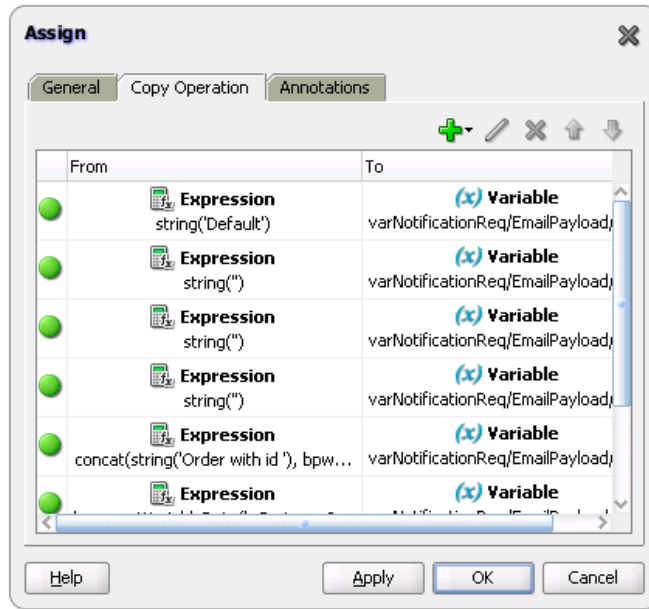 Assign
General Copy Operation Annotations
From To
Expression (x) Variable
string('Default') varNotificationReq/EmailPayload/
Expression (x) Variable
string('') varNotificationReq/EmailPayload/
Expression (x) Variable
string('') varNotificationReq/EmailPayload/
Expression (x) Variable
string('') varNotificationReq/EmailPayload/
Expression (x) Variable
concat(string('Order with id '), bpw... varNotificationReq/EmailPayload/
Expression (x) Variable
Help Apply OK Cancel